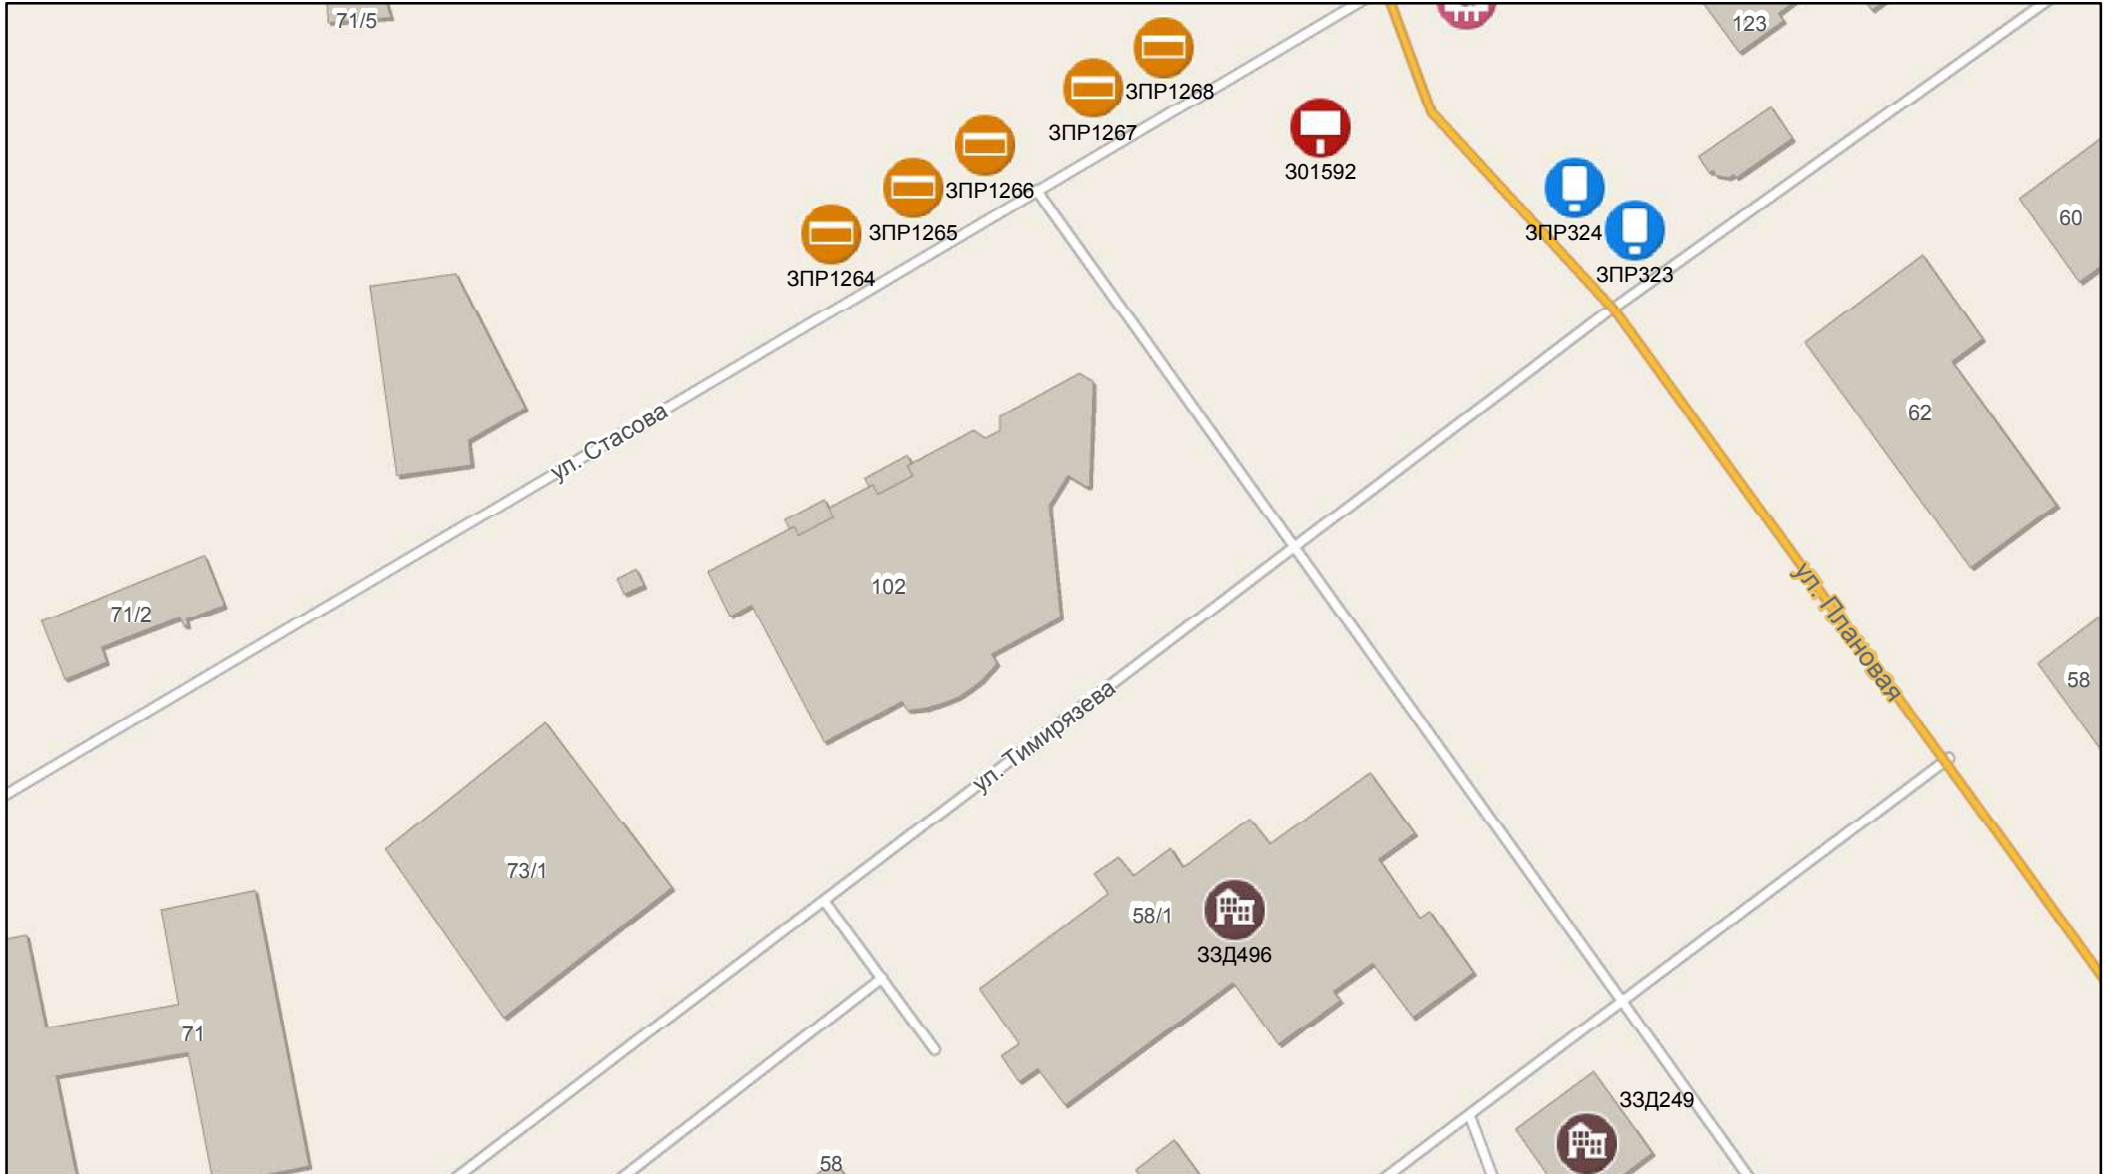 71/5
123
ЗПР1268
ЗПР1267
301592
ЗПР1266
60
ЗПР1265
ЗПР324
ЗПР323
ЗПР1264
62
ул. Стасова
102
71/2
ул. Плановая
58
ул. Тимирязева
73/1
58/1
ЗЗД496
71
ЗЗД249
58